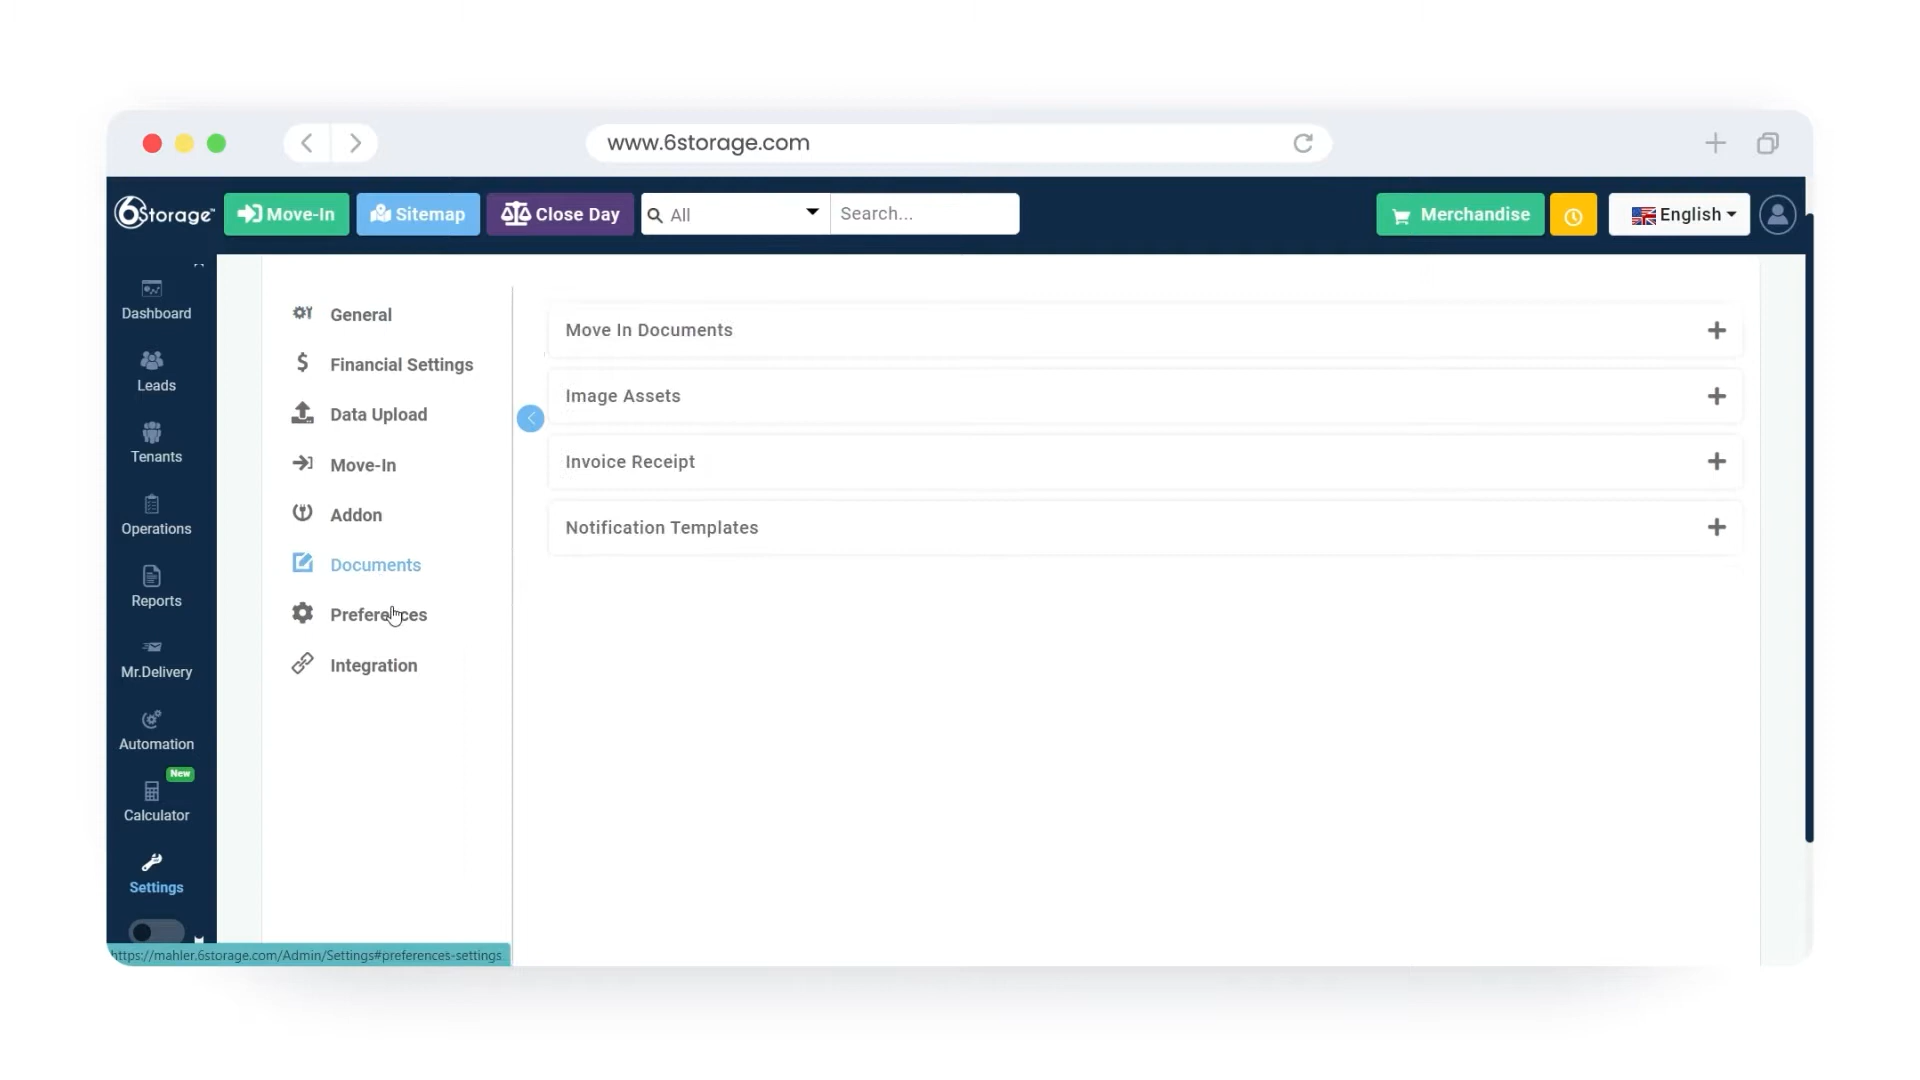 www.6storage.com
6Storage™
Move-In
Sitemap
Close Day
All
Search...
Merchandise
English
Dashboard
Leads
Tenants
Operations
Reports
Mr.Delivery
Automation
New
Calculator
Settings
General
Financial Settings
Data Upload
Move-In
Addon
Documents
Preferences
Integration
Move In Documents
Image Assets
Invoice Receipt
Notification Templates
https://mahler.6storage.com/Admin/Settings#preferences-settings